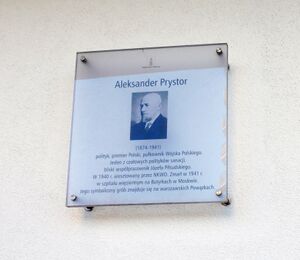 Aleksander Prystor
(1874-1941)
polityk, premier Polski, pułkownik Wojska Polskiego.
Jeden z czołowych polityków sanacji,
bliski współpracownik Józefa Piłsudskiego.
W 1940 r. aresztowany przez NKWD. Zmarł w 1941 r.
w szpitalu więziennym na Butyrkach w Moskwie.
Jego symboliczny grób znajduje się na warszawskich Powązkach.